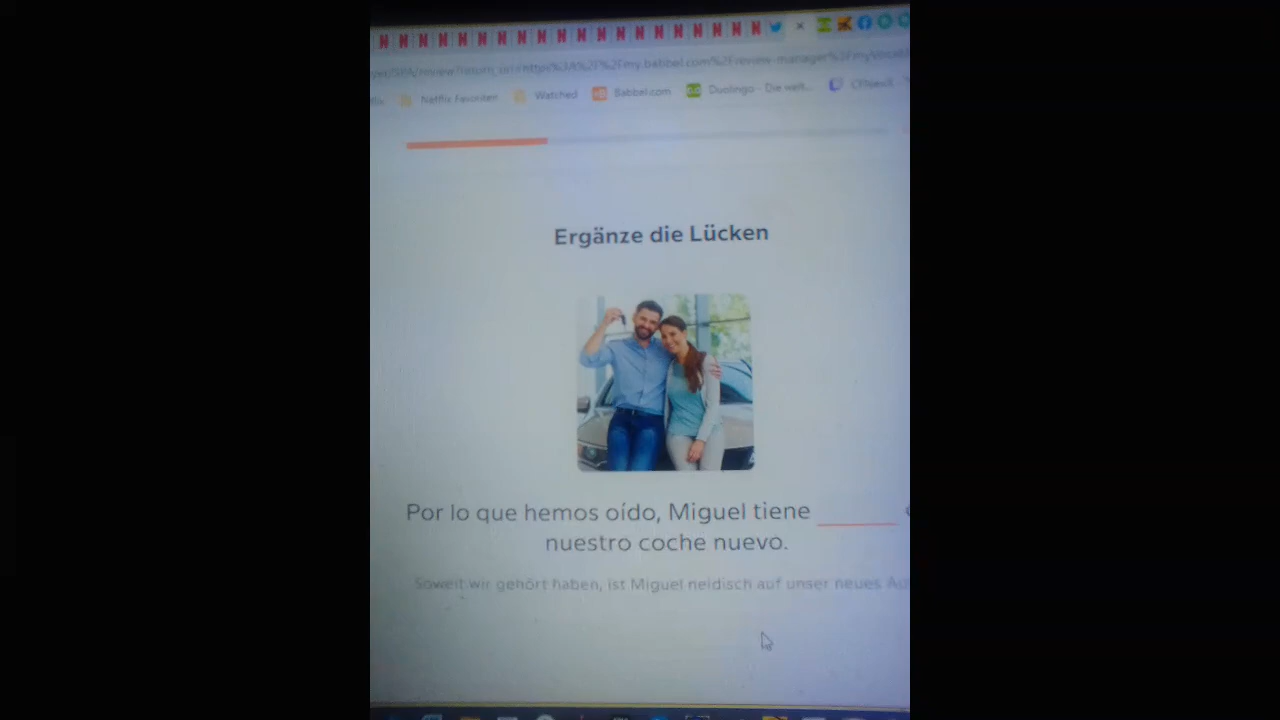 Netflix Favoriten Watched Babbel.com Duolingo - Die welt...
Ergänze die Lücken
Por lo que hemos oído, Miguel tiene
nuestro coche nuevo.
Soweit wir gehört haben, ist Miguel neidisch auf unser neues